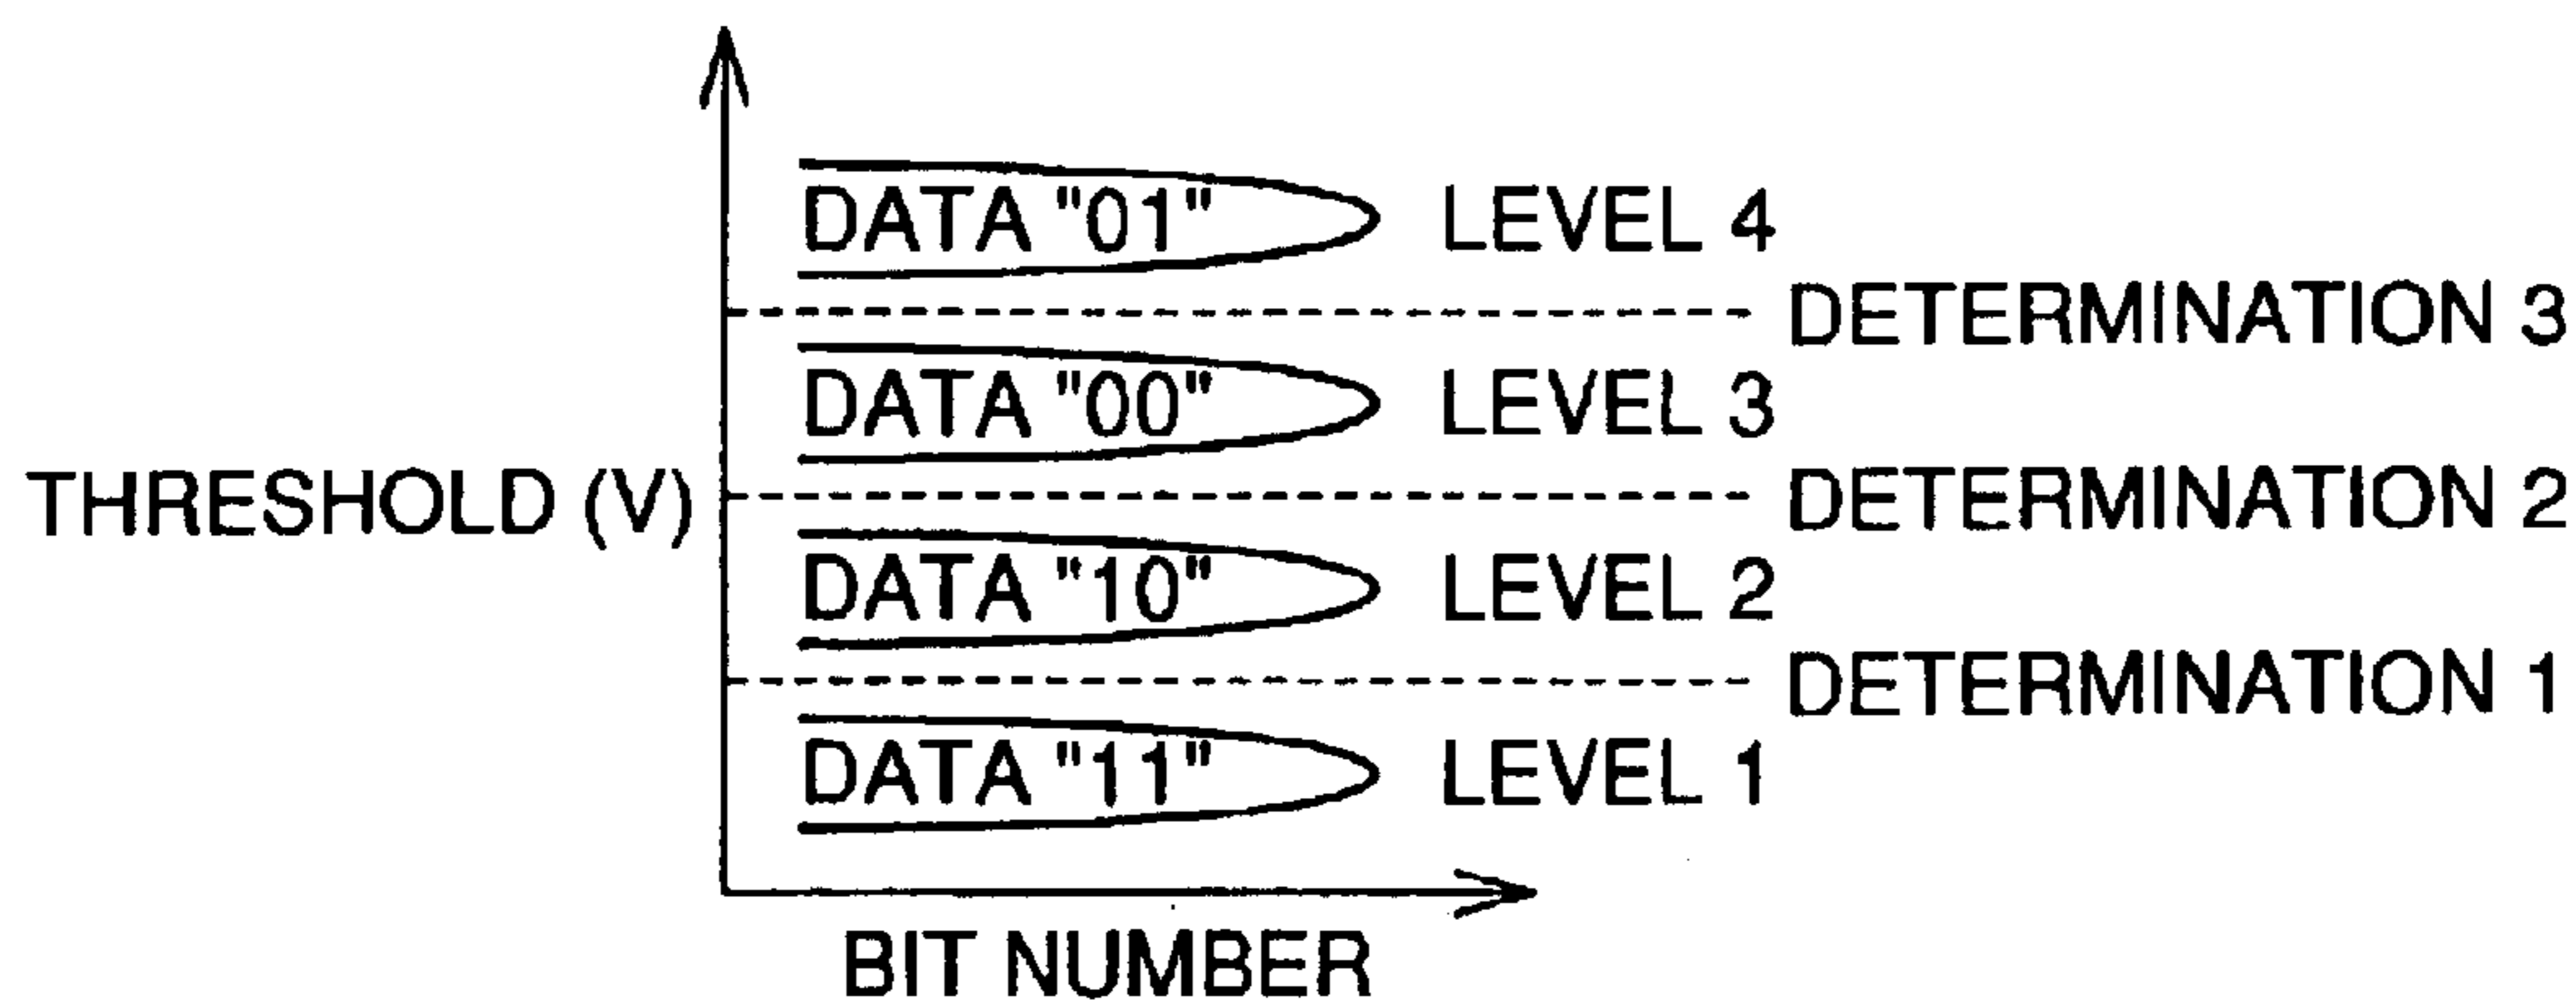 DATA "01" LEVEL 4
DETERMINATION 3
DATA "00" LEVEL 3
THRESHOLD (V)
DETERMINATION 2
DATA "10" LEVEL 2
DETERMINATION 1
DATA "11" LEVEL 1
BIT NUMBER